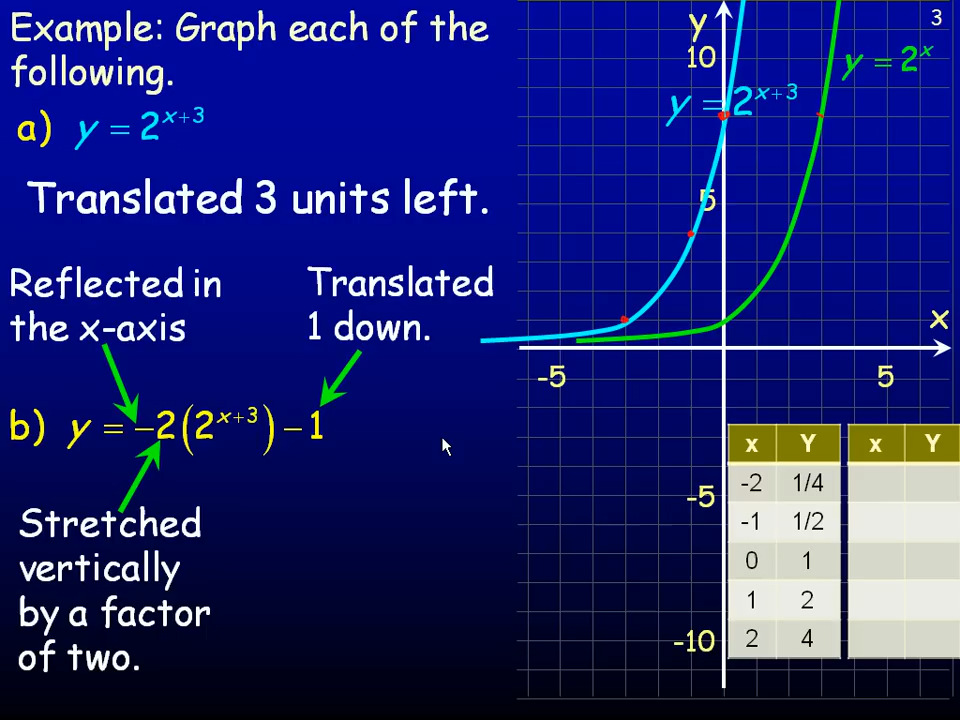 3
Example: Graph each of the
following.
a) y = 2^{x+3}
Translated 3 units left.
Reflected in
the x-axis
Translated
1 down.
b) y = −2(2^{x+3}) − 1
Stretched
vertically
by a factor
of two.
y
10
y = 2^{x}
y = 2^{x+3}
5
x
-5
5
-5
-10
x Y x Y
-2 1/4
-1 1/2
0 1
1 2
2 4